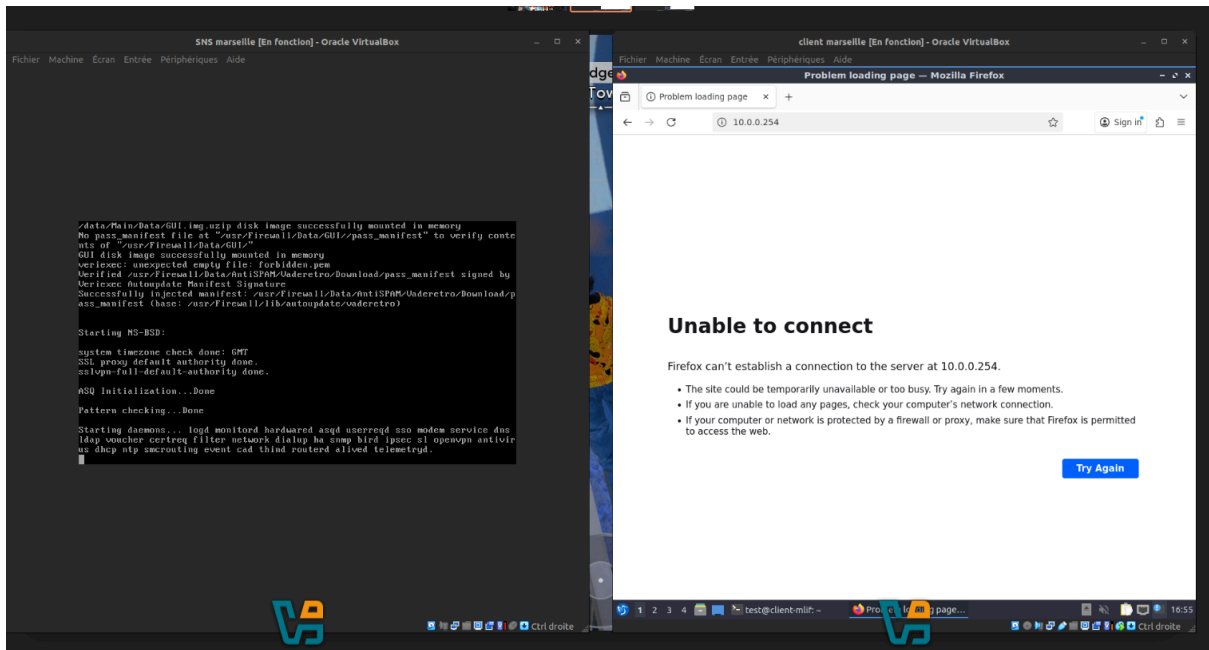 SNS marseille [En fonction] - Oracle VirtualBox
Fichier Machine Écran Entrée Périphériques Aide
/data/Main/Data/GUI.img.uzip disk image successfully mounted in memory
No pass_manifest file at "/usr/Firewall/Data/GUI//pass_manifest" to verify conte
nts of "/usr/Firewall/Data/GUI/"
GUI disk image successfully mounted in memory
veriexec: unexpected empty file: forbidden.pem
Verified /usr/Firewall/Data/AntiSPAM/Vaderetro/Download/pass_manifest signed by
Veriexec Autoupdate Manifest Signature
Successfully injected manifest: /usr/Firewall/Data/AntiSPAM/Vaderetro/Download/p
ass_manifest (base: /usr/Firewall/lib/autoupdate/vaderetro)
Starting NS-BSD:
system timezone check done: GMT
SSL proxy default authority done.
sslvpn-full-default-authority done.
ASQ Initialization...Done
Pattern checking...Done
Starting daemons... logd monitord hardwared asqd userreqd sso modem service dns
ldap voucher certreq filter network dialup ha snmp bird ipsec sl openvpn antivir
us dhcp ntp smcrouting event cad thind routerd alived telemetryd.
Ctrl droite
dge
Tov
client marseille [En fonction] - Oracle VirtualBox
Fichier Machine Écran Entrée Périphériques Aide
Problem loading page — Mozilla Firefox
Problem loading page
10.0.0.254
Sign in
Unable to connect
Firefox can't establish a connection to the server at 10.0.0.254.
• The site could be temporarily unavailable or too busy. Try again in a few moments.
• If you are unable to load any pages, check your computer's network connection.
• If your computer or network is protected by a firewall or proxy, make sure that Firefox is permitted
to access the web.
Try Again
1 2 3 4 test@client-mlif: ~ page... 16:55
Ctrl droite